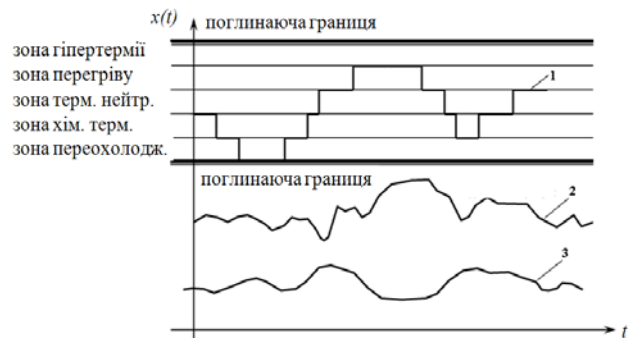 x(t)
поглинаюча границя
зона гіпертермії
зона перегріву
зона терм. нейтр.
1
зона хім. терм.
зона переохолодж.
поглинаюча границя
2
3
t